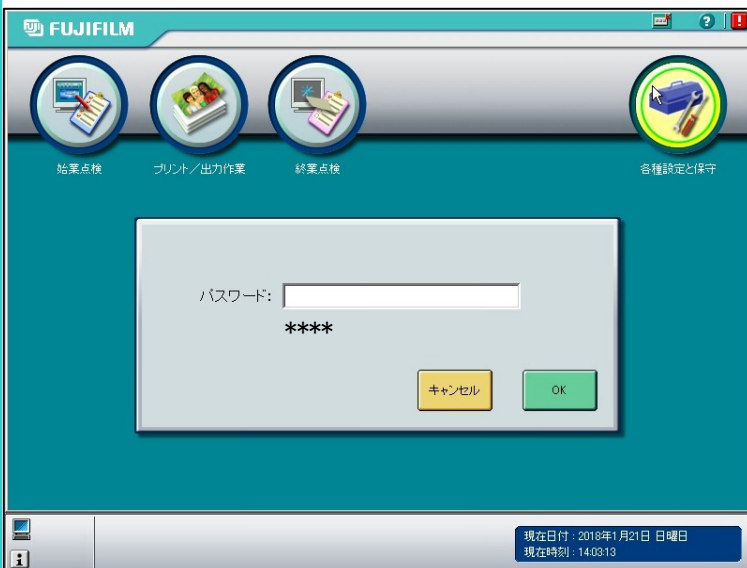 FUJIFILM
始業点検
プリント／出力作業
終業点検
各種設定と保守
パスワード:
****
キャンセル
OK
現在日付 : 2018年1月21日 日曜日
現在時刻 : 14:03:13